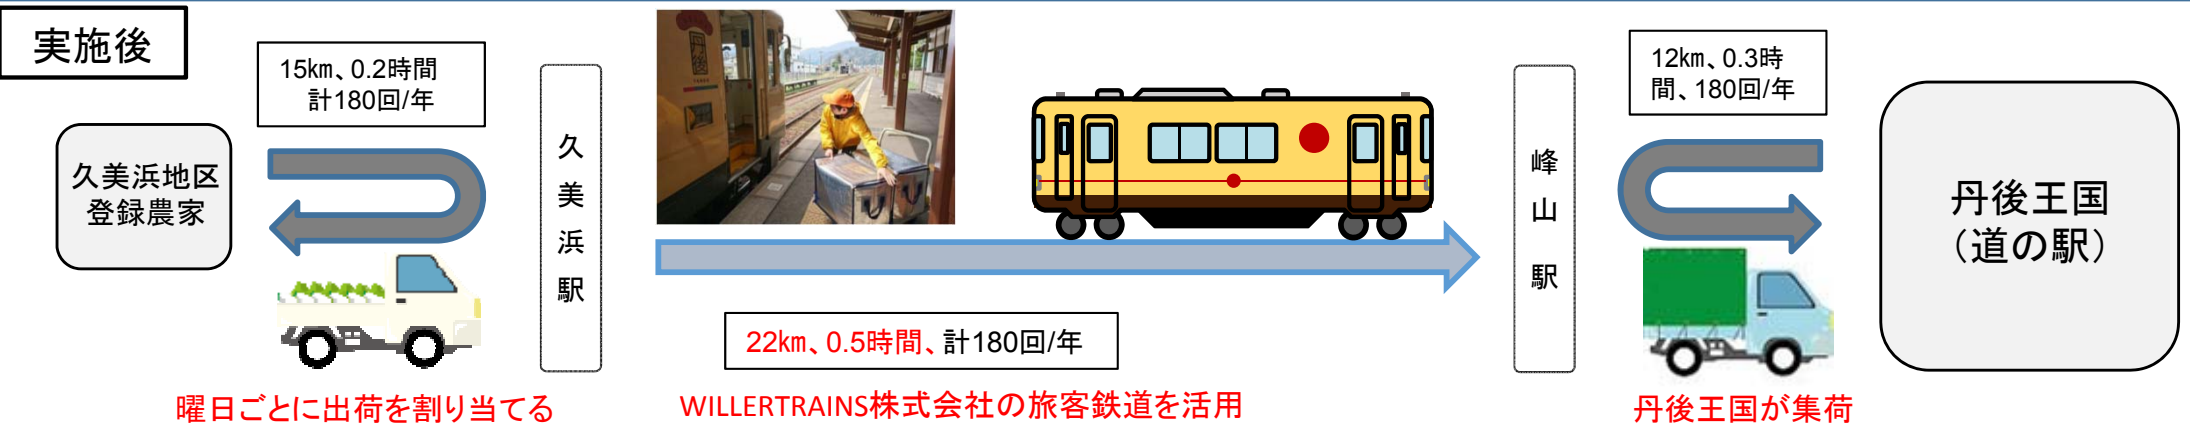 実施後
15㎞、0.2時間
計180回/年
久美浜地区
登録農家
久美浜駅
22㎞、0.5時間、計180回/年
峰山駅
12㎞、0.3時
間、180回/年
丹後王国
（道の駅）
曜日ごとに出荷を割り当てる
WILLERTRAINS株式会社の旅客鉄道を活用
丹後王国が集荷